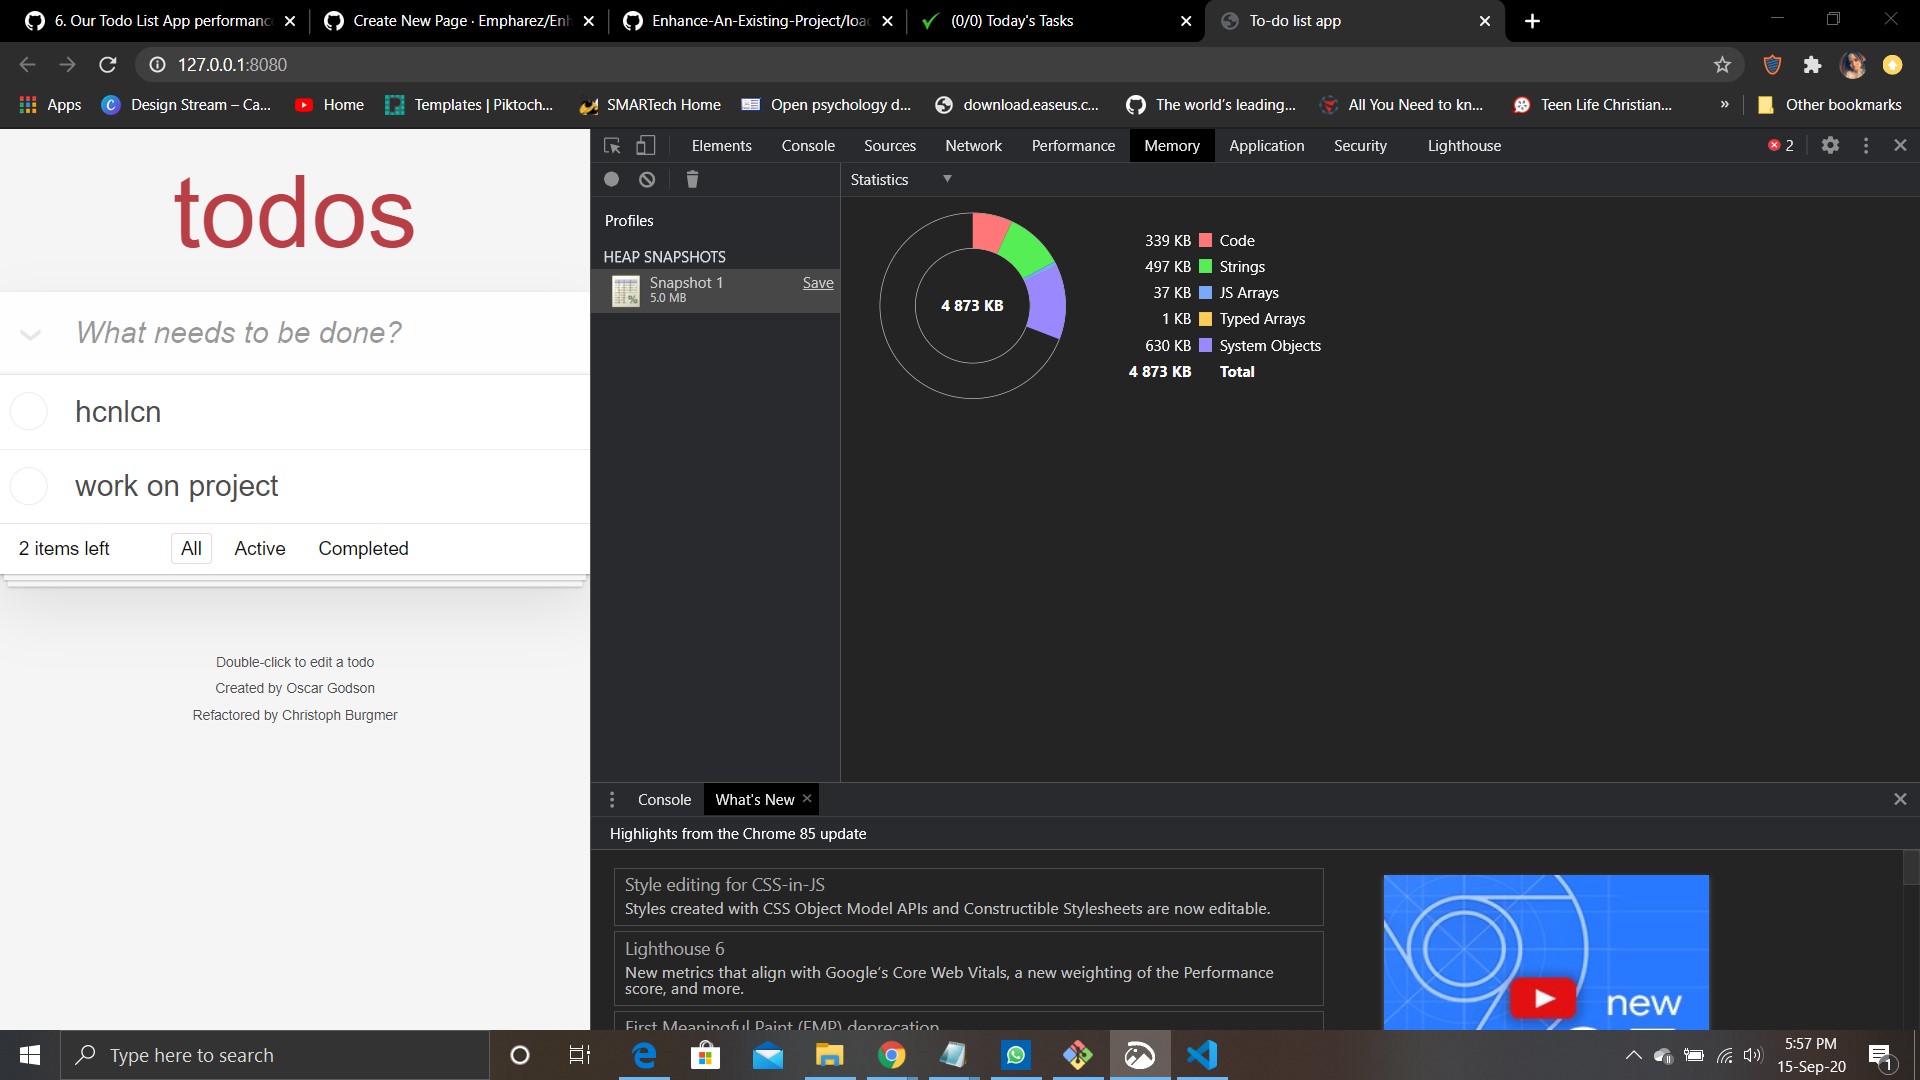 6. Our Todo List App performanc
Create New Page · Empharez/Enh
Enhance-An-Existing-Project/loa
(0/0) Today's Tasks
To-do list app
127.0.0.1:8080
Apps
Design Stream – Ca...
Home
Templates | Piktoch...
SMARTech Home
Open psychology d...
download.easeus.c...
The world's leading...
All You Need to kn...
Teen Life Christian...
»
Other bookmarks
todos
What needs to be done?
hcnlcn
work on project
2 items left
All
Active
Completed
Double-click to edit a todo
Created by Oscar Godson
Refactored by Christoph Burgmer
Elements
Console
Sources
Network
Performance
Memory
Application
Security
Lighthouse
2
Statistics
Profiles
HEAP SNAPSHOTS
Snapshot 1
Save
5.0 MB
4 873 KB
339 KB Code
497 KB Strings
37 KB JS Arrays
1 KB Typed Arrays
630 KB System Objects
4 873 KB Total
Console
What's New
Highlights from the Chrome 85 update
Style editing for CSS-in-JS
Styles created with CSS Object Model APIs and Constructible Stylesheets are now editable.
Lighthouse 6
New metrics that align with Google's Core Web Vitals, a new weighting of the Performance
score, and more.
First Meaningful Paint (FMP) deprecation
new
Type here to search
5:57 PM
15-Sep-20
1